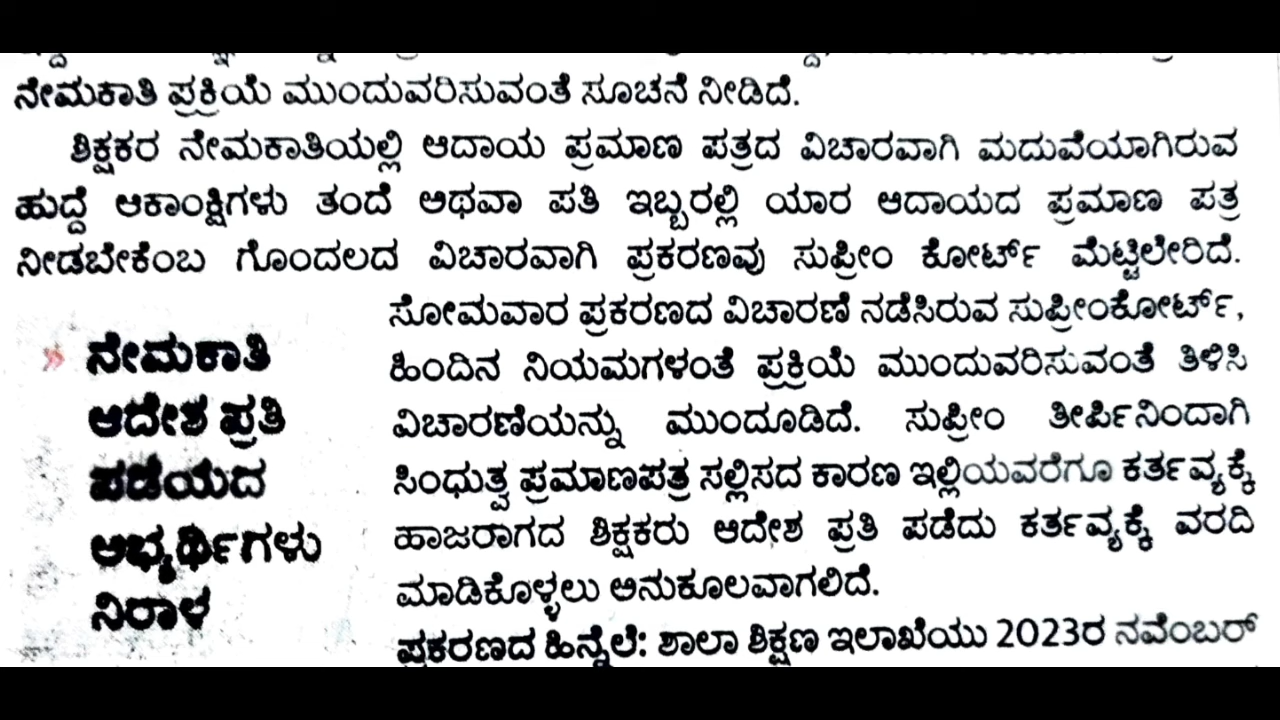 ನೇಮಕಾತಿ ಪ್ರಕ್ರಿಯೆ ಮುಂದುವರಿಸುವಂತೆ ಸೂಚನೆ ನೀಡಿದೆ.
ಶಿಕ್ಷಕರ ನೇಮಕಾತಿಯಲ್ಲಿ ಆದಾಯ ಪ್ರಮಾಣ ಪತ್ರದ ವಿಚಾರವಾಗಿ ಮದುವೆಯಾಗಿರುವ
ಹುದ್ದೆ ಆಕಾಂಕ್ಷಿಗಳು ತಂದೆ ಅಥವಾ ಪತಿ ಇಬ್ಬರಲ್ಲಿ ಯಾರ ಆದಾಯದ ಪ್ರಮಾಣ ಪತ್ರ
ನೀಡಬೇಕೆಂಬ ಗೊಂದಲದ ವಿಚಾರವಾಗಿ ಪ್ರಕರಣವು ಸುಪ್ರೀಂ ಕೋರ್ಟ್ ಮೆಟ್ಟಿಲೇರಿದೆ.
ಸೋಮವಾರ ಪ್ರಕರಣದ ವಿಚಾರಣೆ ನಡೆಸಿರುವ ಸುಪ್ರೀಂಕೋರ್ಟ್,
ಹಿಂದಿನ ನಿಯಮಗಳಂತೆ ಪ್ರಕ್ರಿಯೆ ಮುಂದುವರಿಸುವಂತೆ ತಿಳಿಸಿ
ವಿಚಾರಣೆಯನ್ನು ಮುಂದೂಡಿದೆ. ಸುಪ್ರೀಂ ತೀರ್ಪಿನಿಂದಾಗಿ
ಸಿಂಧುತ್ವ ಪ್ರಮಾಣಪತ್ರ ಸಲ್ಲಿಸದ ಕಾರಣ ಇಲ್ಲಿಯವರೆಗೂ ಕರ್ತವ್ಯಕ್ಕೆ
ಹಾಜರಾಗದ ಶಿಕ್ಷಕರು ಆದೇಶ ಪ್ರತಿ ಪಡೆದು ಕರ್ತವ್ಯಕ್ಕೆ ವರದಿ
ಮಾಡಿಕೊಳ್ಳಲು ಅನುಕೂಲವಾಗಲಿದೆ.
ಪ್ರಕರಣದ ಹಿನ್ನೆಲೆ: ಶಾಲಾ ಶಿಕ್ಷಣ ಇಲಾಖೆಯು 2023ರ ನವೆಂಬರ್
» ನೇಮಕಾತಿ
ಆದೇಶ ಪ್ರತಿ
ಪಡೆಯದ
ಅಭ್ಯರ್ಥಿಗಳು
ನಿರಾಳ